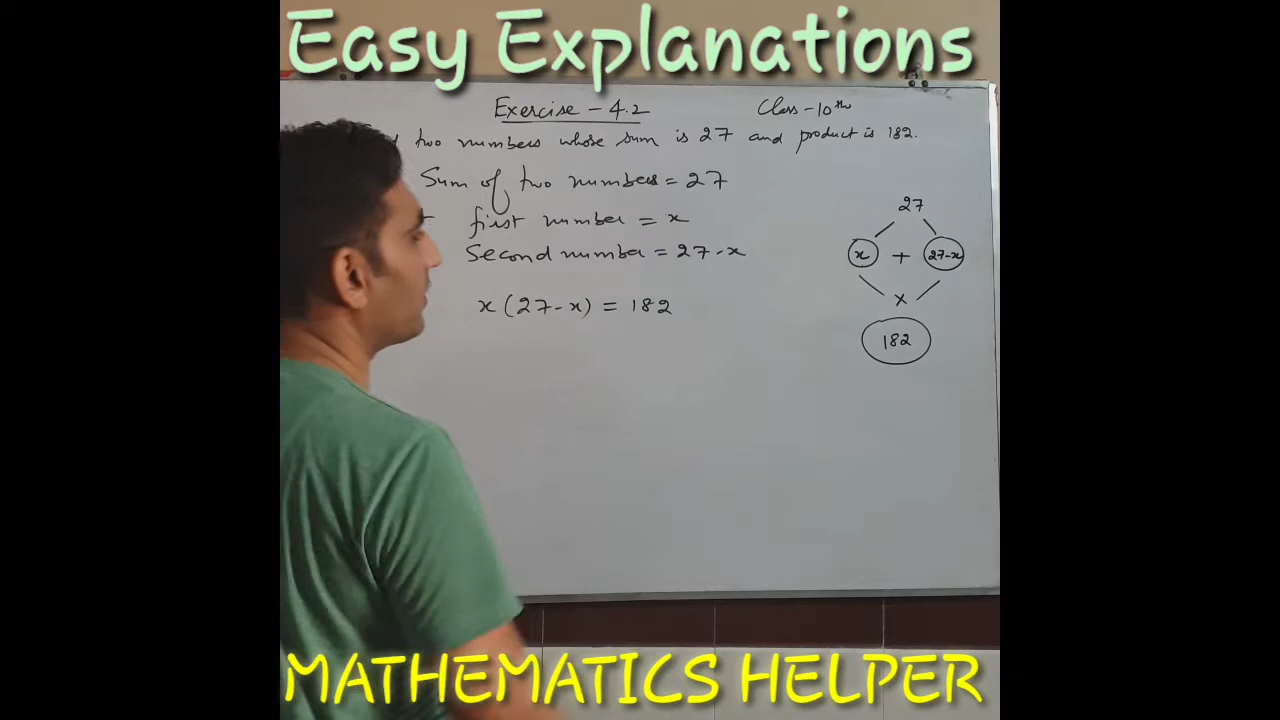 Easy Explanations
Exercise - 4.2 Class - 10th
two numbers whose sum is 27 and product is 182.
Sum of two numbers = 27
first number = x
Second number = 27-x
x(27-x) = 182
27
x + 27-x
×
182
MATHEMATICS HELPER